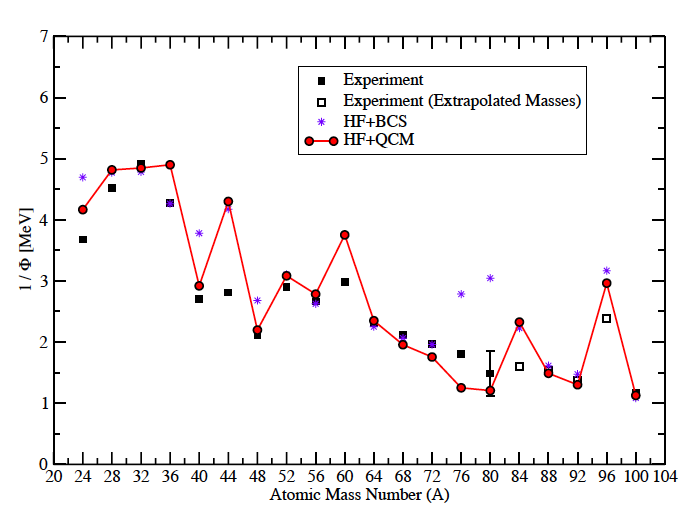 7
6
5
4
3
2
1
0
1 / Φ [MeV]
Experiment
Experiment (Extrapolated Masses)
HF+BCS
HF+QCM
20 24 28 32 36 40 44 48 52 56 60 64 68 72 76 80 84 88 92 96 100 104
Atomic Mass Number (A)